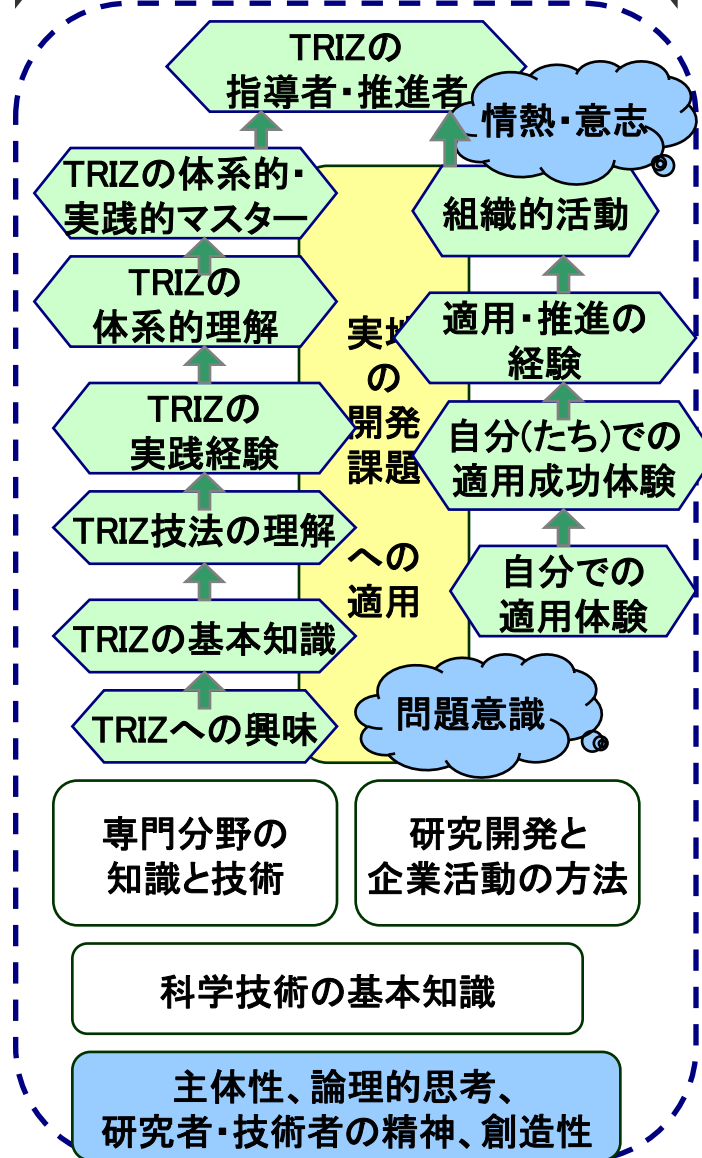 TRIZの
指導者・推進者
情熱・意志
TRIZの体系的・
実践的マスター
組織的活動
TRIZの
体系的理解
適用・推進の
経験
TRIZの
実践経験
自分(たち)での
適用成功体験
TRIZ技法の理解
自分での
適用体験
TRIZの基本知識
TRIZへの興味
実地
の
開発
課題
への
適用
問題意識
専門分野の
知識と技術
研究開発と
企業活動の方法
科学技術の基本知識
主体性、論理的思考、
研究者・技術者の精神、創造性